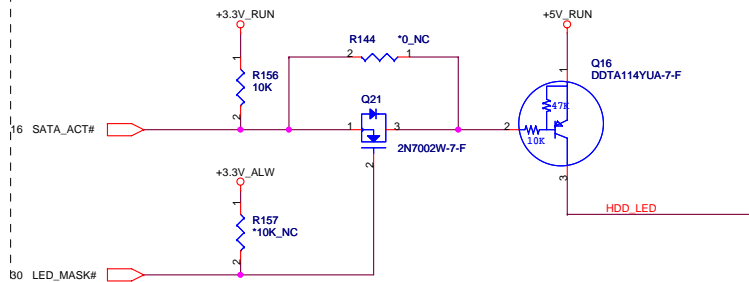 +3.3V_RUN
+5V_RUN
R144 *0_NC
2 1
1
R156
10K
2
Q16
DDTA114YUA-7-F
1
47K
10K
2
3
Q21
1 3
2N7002W-7-F
2
16 SATA_ACT#
+3.3V_ALW
1
R157
*10K_NC
2
HDD_LED
30 LED_MASK#